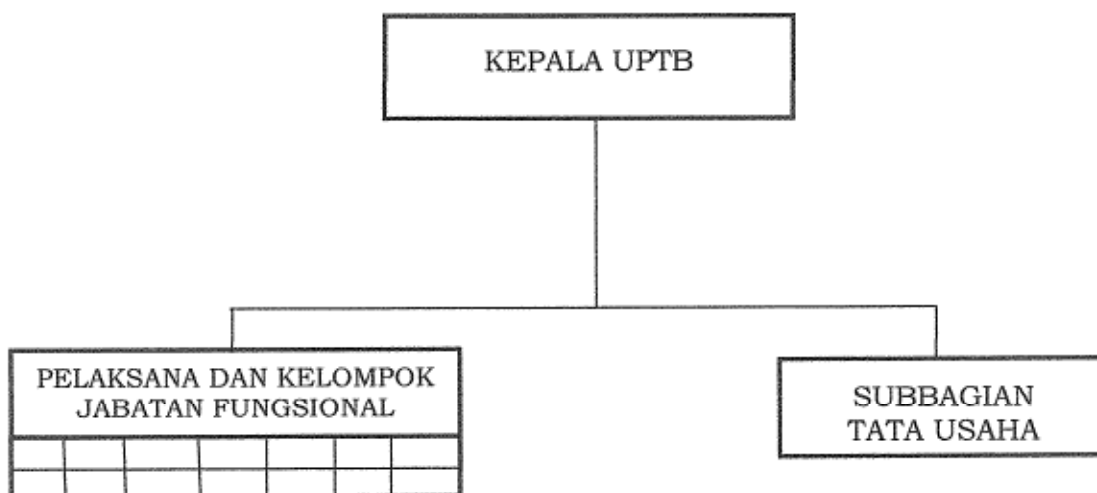 KEPALA UPTB
PELAKSANA DAN KELOMPOK
JABATAN FUNGSIONAL
SUBBAGIAN
TATA USAHA